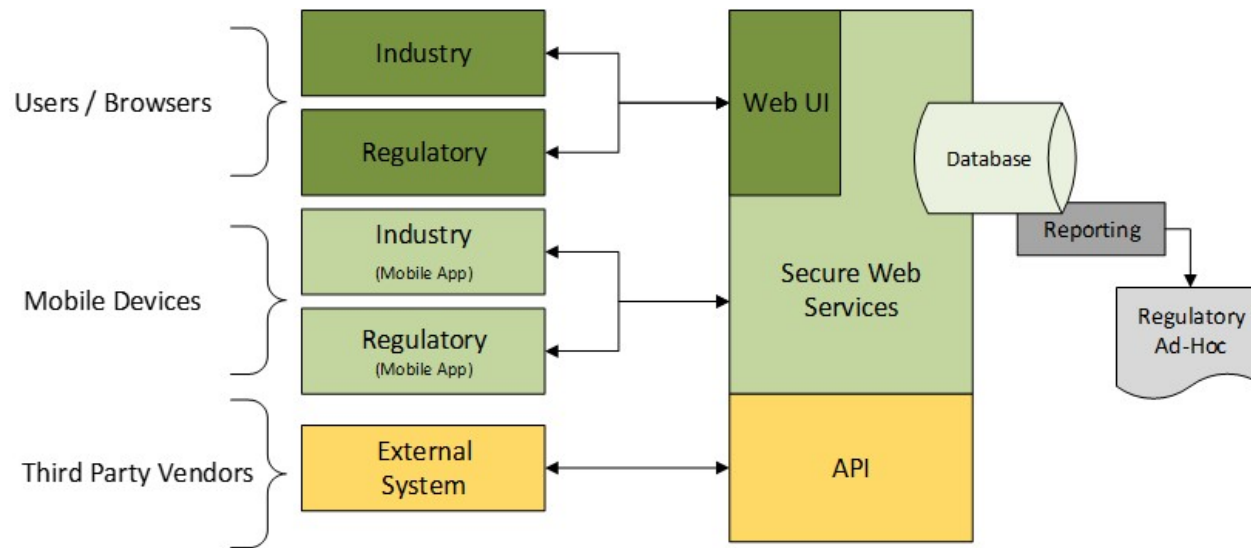 Users / Browsers
Industry
Regulatory
Mobile Devices
Industry
(Mobile App)
Regulatory
(Mobile App)
Third Party Vendors
External
System
Web UI
Secure Web
Services
API
Database
Reporting
Regulatory
Ad-Hoc